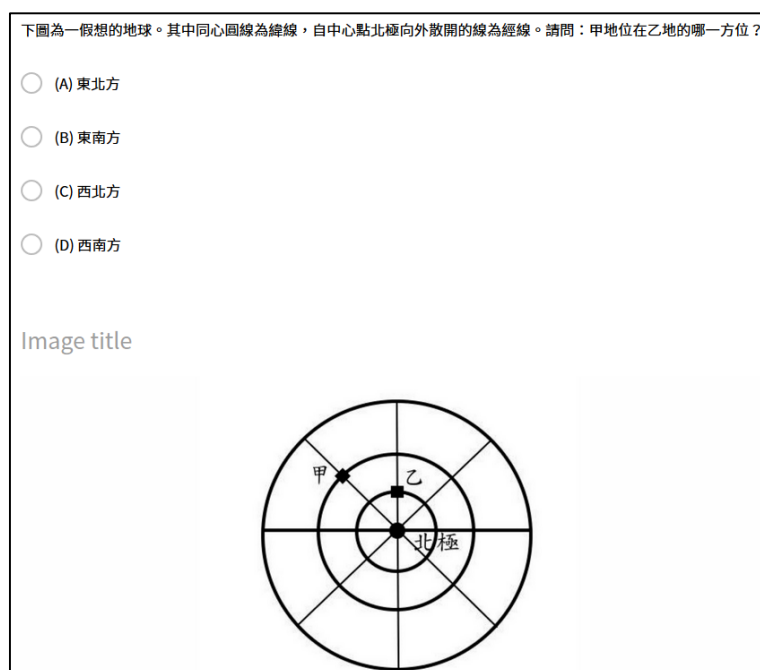 下圖為一假想的地球。其中同心圓線為緯線，自中心點北極向外散開的線為經線。請問：甲地位在乙地的哪一方位？
(A) 東北方
(B) 東南方
(C) 西北方
(D) 西南方
Image title
甲
乙
北極